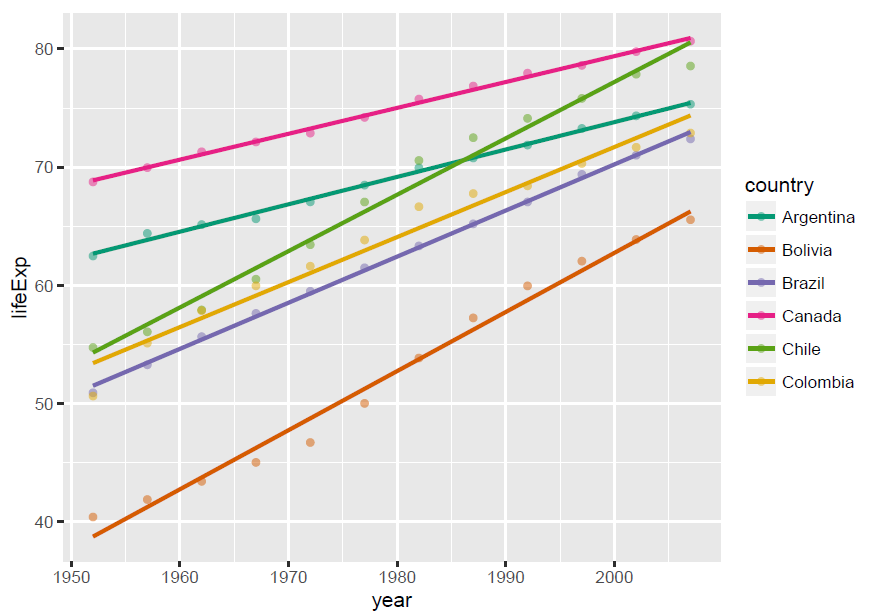 80
70
60
50
40
lifeExp
1950 1960 1970 1980 1990 2000
year
country
Argentina
Bolivia
Brazil
Canada
Chile
Colombia